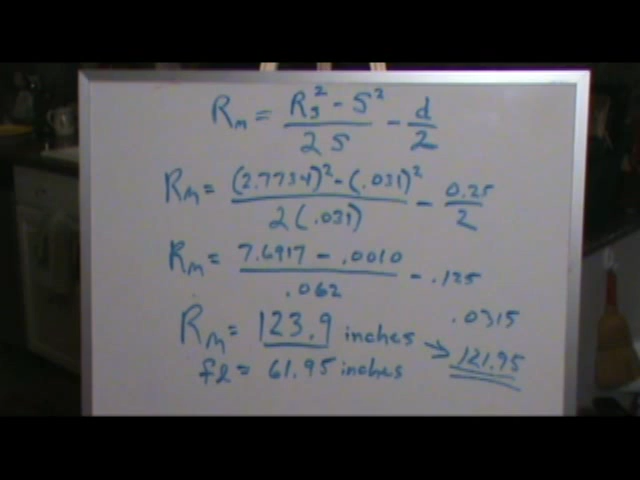 Rm = Rs² - S² / 2S - d/2
Rm = (2.7734)² - (.031)² / 2(.031) - 0.25/2
Rm = 7.6917 - .0010 / .062 - .125
Rm = 123.9 inches
.0315
→ 121.95
fl = 61.95 inches